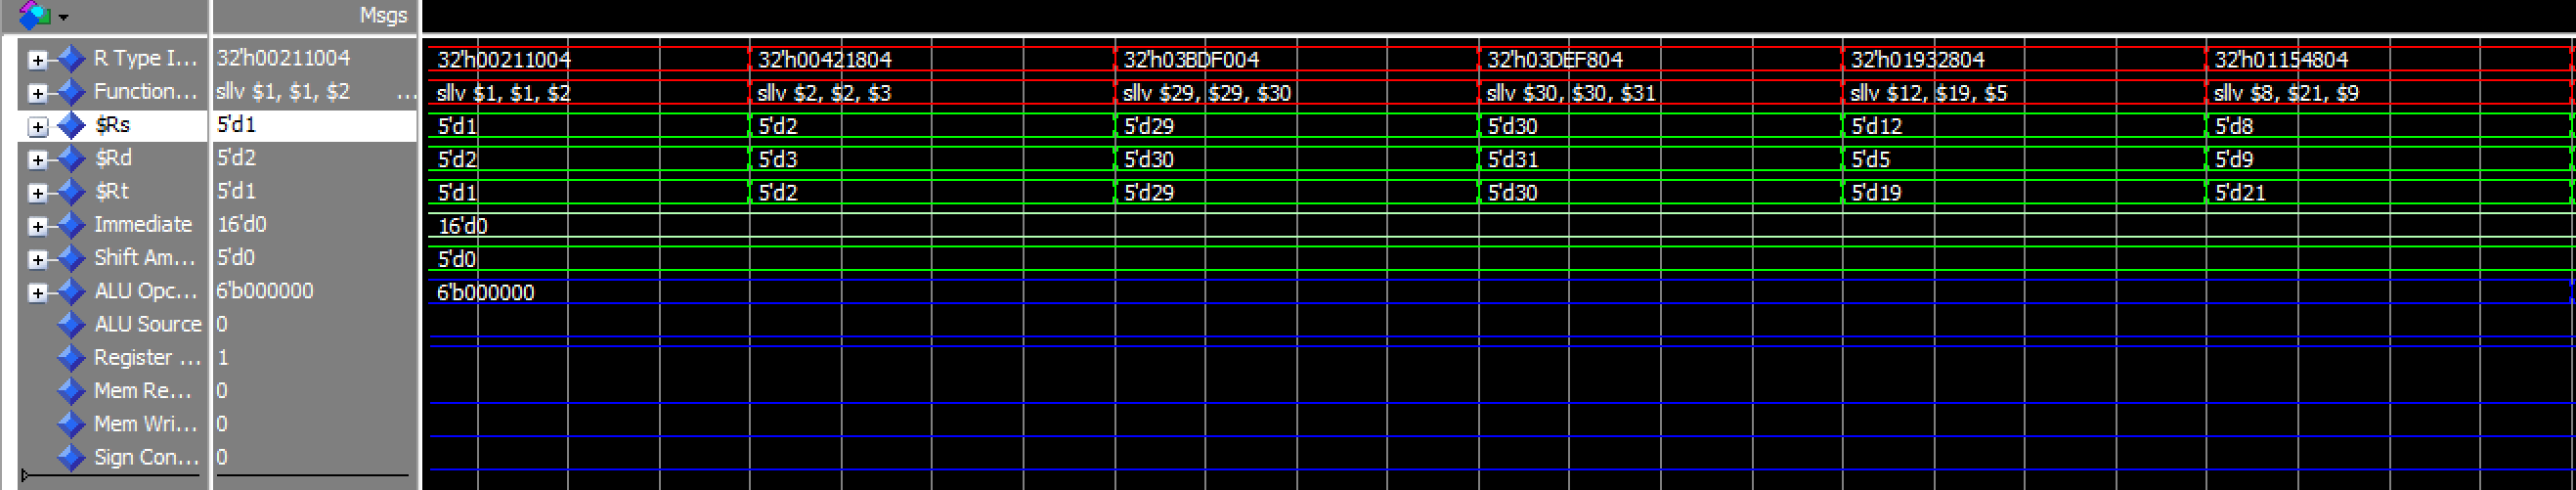 Msgs
R Type I... 32'h00211004 32'h00211004 32'h00421804 32'h03BDF004 32'h03DEF804 32'h01932804 32'h01154804
Function... sllv $1, $1, $2 ... sllv $1, $1, $2 sllv $2, $2, $3 sllv $29, $29, $30 sllv $30, $30, $31 sllv $12, $19, $5 sllv $8, $21, $9
$Rs 5'd1 5'd1 5'd2 5'd29 5'd30 5'd12 5'd8
$Rd 5'd2 5'd2 5'd3 5'd30 5'd31 5'd5 5'd9
$Rt 5'd1 5'd1 5'd2 5'd29 5'd30 5'd19 5'd21
Immediate 16'd0 16'd0
Shift Am... 5'd0 5'd0
ALU Opc... 6'b000000 6'b000000
ALU Source 0
Register ... 1
Mem Re... 0
Mem Wri... 0
Sign Con... 0